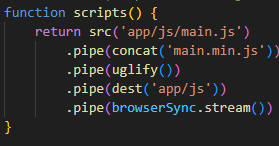 function scripts() {
    return src('app/js/main.js')
        .pipe(concat('main.min.js'))
        .pipe(uglify())
        .pipe(dest('app/js'))
        .pipe(browserSync.stream())
}